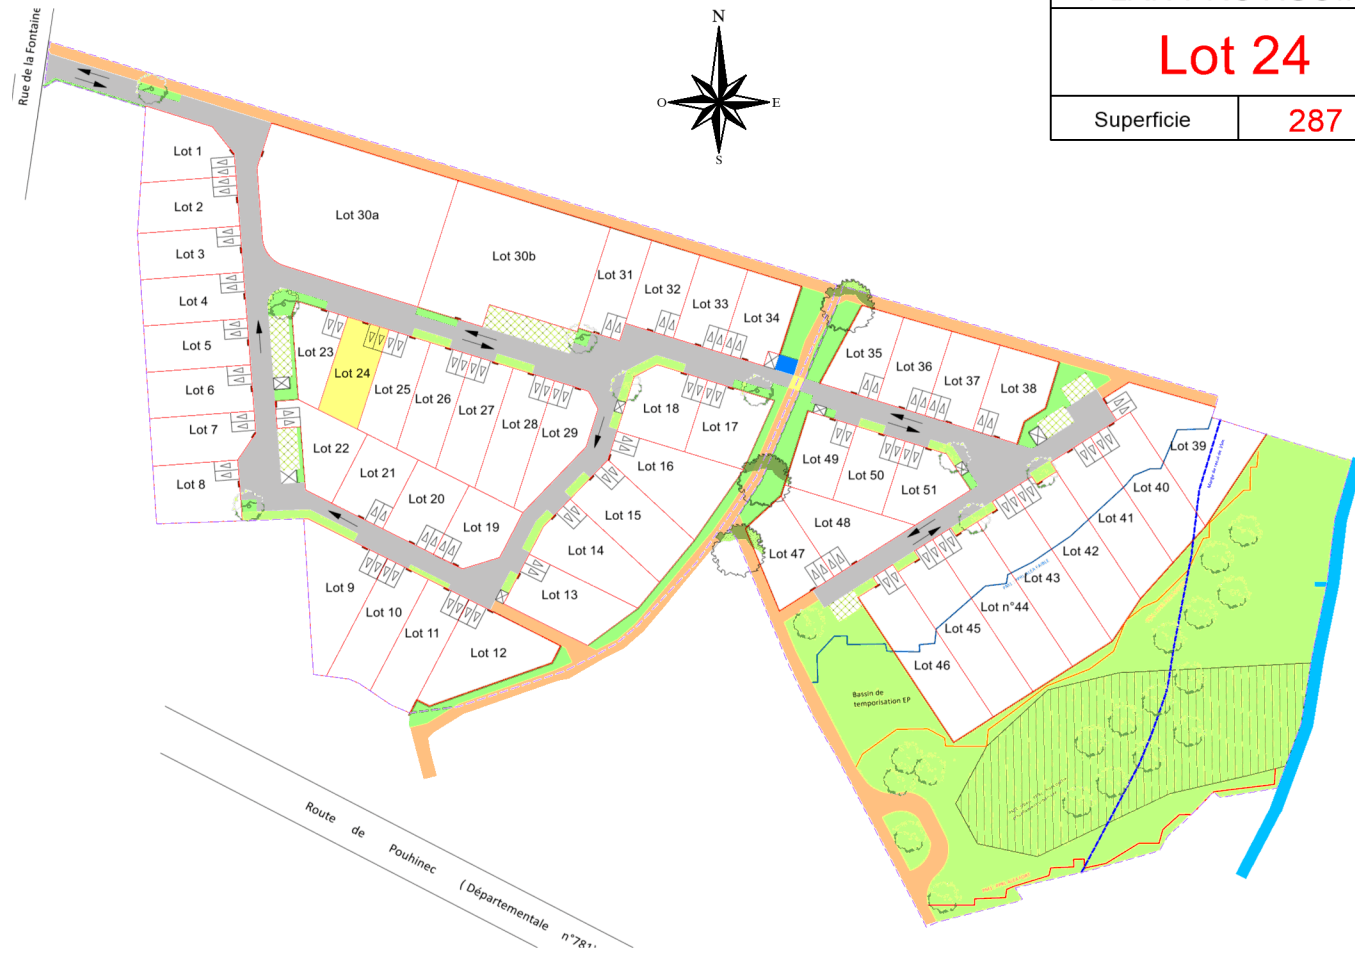 Lot 24
Superficie 287
N
O
E
S
Rue de la Fontaine
Lot 1
Lot 2
Lot 3
Lot 4
Lot 5
Lot 6
Lot 7
Lot 8
Lot 30a
Lot 30b
Lot 31
Lot 32
Lot 33
Lot 34
Lot 35
Lot 36
Lot 37
Lot 38
Lot 39
Lot 40
Lot 41
Lot 42
Lot 43
Lot n°44
Lot 45
Lot 46
Lot 23
Lot 24
Lot 25
Lot 26
Lot 27
Lot 28
Lot 29
Lot 18
Lot 17
Lot 16
Lot 15
Lot 14
Lot 13
Lot 22
Lot 21
Lot 20
Lot 19
Lot 49
Lot 50
Lot 51
Lot 48
Lot 47
Lot 9
Lot 10
Lot 11
Lot 12
Bassin de
temporisation EP
Route de Pouhinec (Départementale n°781